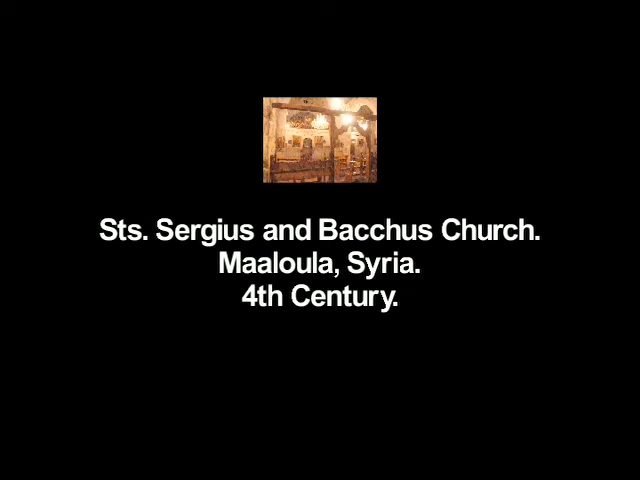 Sts. Sergius and Bacchus Church.
Maaloula, Syria.
4th Century.